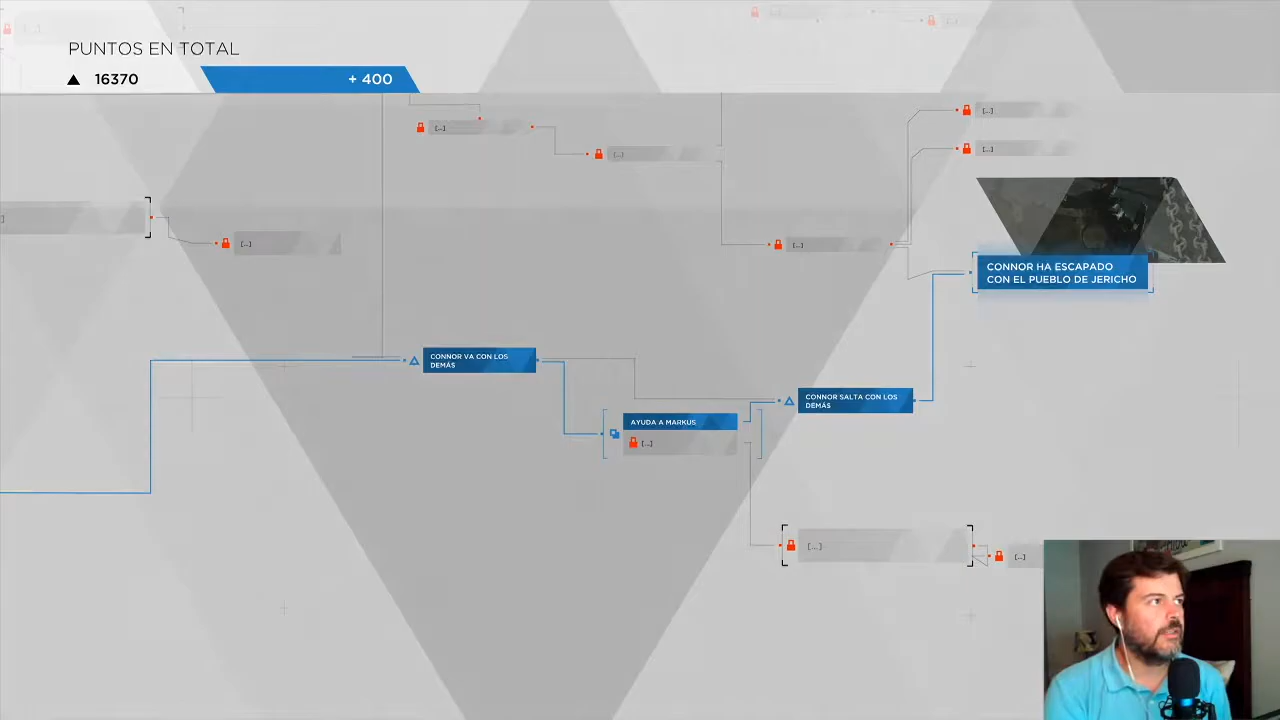 PUNTOS EN TOTAL
16370
+ 400
[...]
[...]
[...]
[...]
]
[...]
[...]
CONNOR HA ESCAPADO
CON EL PUEBLO DE JERICHO
CONNOR VA CON LOS
DEMÁS
CONNOR SALTA CON LOS
DEMÁS
AYUDA A MARKUS
[...]
[...]
[...]